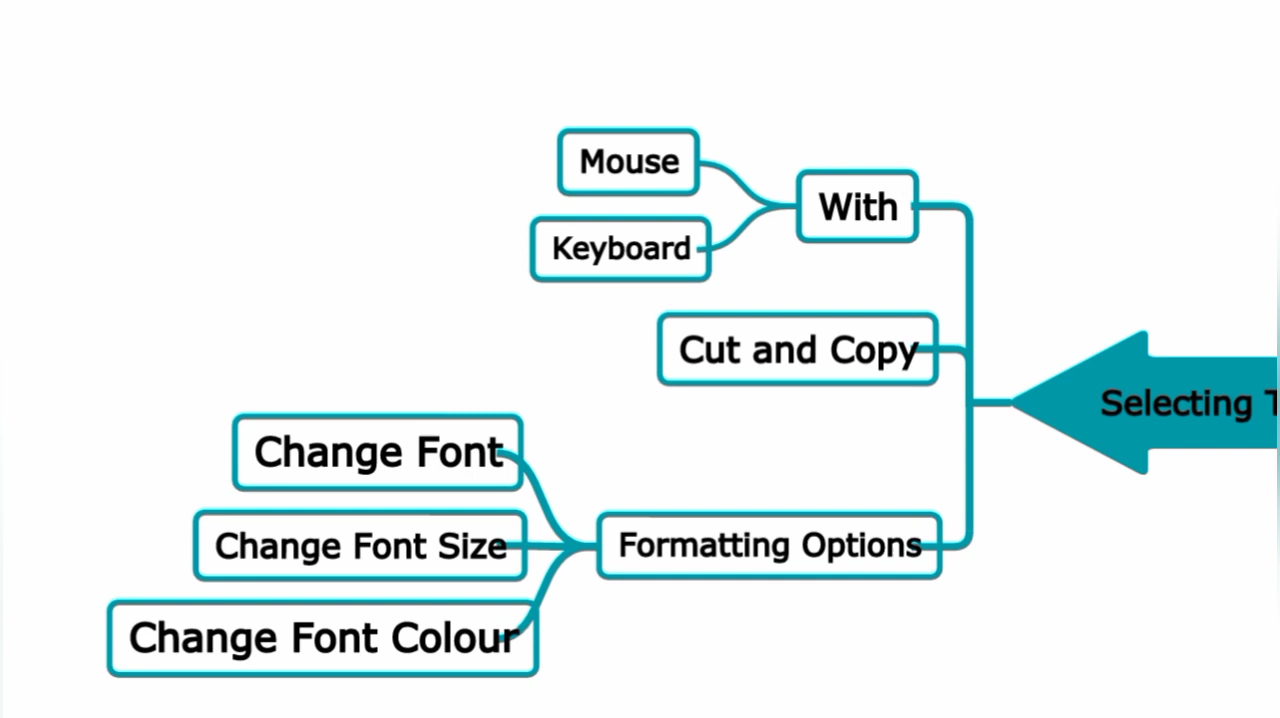 Mouse
With
Keyboard
Cut and Copy
Selecting
Change Font
Change Font Size
Formatting Options
Change Font Colour